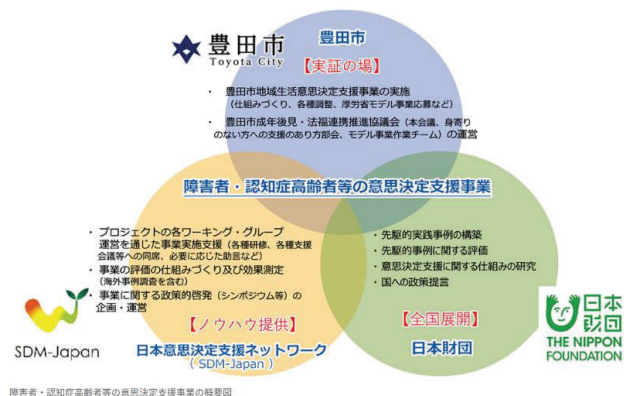 豊田市
Toyota City
豊田市
【実証の場】
・ 豊田市地域生活意思決定支援事業の実施
(仕組みづくり、各種調整、厚労省モデル事業応募など)
・ 豊田市成年後見・法福連携推進協議会(本会議、身寄り
のない方への支援のあり方部会、モデル事業作業チーム)の運営
障害者・認知症高齢者等の意思決定支援事業
・ プロジェクトの各ワーキング・グループ
運営を通じた事業実施支援(各種研修、各種支援
会議等への同席、必要に応じた助言など)
・ 事業の評価の仕組みづくり及び効果測定
(海外事例調査を含む)
・ 事業に関する政策的啓発(シンポジウム等)の
企画・運営
【ノウハウ提供】
日本意思決定支援ネットワーク
( SDM-Japan )
SDM-Japan
・先駆的実践事例の構築
・先駆的事例に関する評価
・意思決定支援に関する仕組みの研究
・国への政策提言
【全国展開】
日本財団
日本
財団
THE NIPPON
FOUNDATION
障害者・認知症高齢者等の意思決定支援事業の概要図